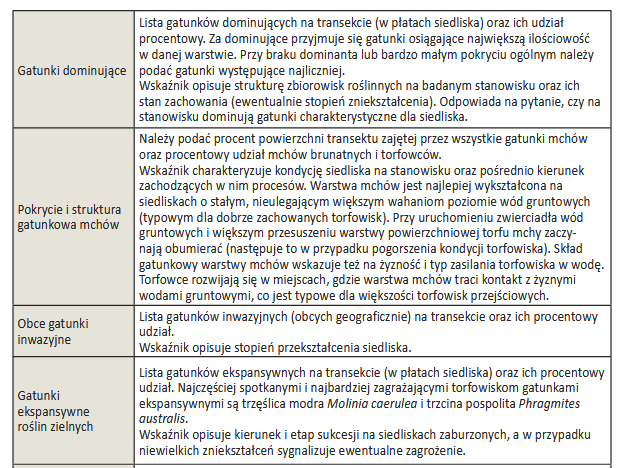 Gatunki dominujące
Lista gatunków dominujących na transekcie (w płatach siedliska) oraz ich udział
procentowy. Za dominujące przyjmuje się gatunki osiągające największą ilościowość
w danej warstwie. Przy braku dominanta lub bardzo małym pokryciu ogólnym należy
podać gatunki występujące najliczniej.
Wskaźnik opisuje strukturę zbiorowisk roślinnych na badanym stanowisku oraz ich
stan zachowania (ewentualnie stopień zniekształcenia). Odpowiada na pytanie, czy na
stanowisku dominują gatunki charakterystyczne dla siedliska.
Pokrycie i struktura
gatunkowa mchów
Należy podać procent powierzchni transektu zajętej przez wszystkie gatunki mchów
oraz procentowy udział mchów brunatnych i torfowców.
Wskaźnik charakteryzuje kondycję siedliska na stanowisku oraz pośrednio kierunek
zachodzących w nim procesów. Warstwa mchów jest najlepiej wykształcona na
siedliskach o stałym, nieulegającym większym wahaniom poziomie wód gruntowych
(typowym dla dobrze zachowanych torfowisk). Przy uruchomieniu zwierciadła wód
gruntowych i większym przesuszeniu warstwy powierzchniowej torfu mchy zaczy-
nają obumierać (następuje to w przypadku pogorszenia kondycji torfowiska). Skład
gatunkowy warstwy mchów wskazuje też na żyzność i typ zasilania torfowiska w wodę.
Torfowce rozwijają się w miejscach, gdzie warstwa mchów traci kontakt z żyznymi
wodami gruntowymi, co jest typowe dla większości torfowisk przejściowych.
Obce gatunki
inwazyjne
Lista gatunków inwazyjnych (obcych geograficznie) na transekcie oraz ich procentowy
udział.
Wskaźnik opisuje stopień przekształcenia siedliska.
Gatunki
ekspansywne
roślin zielnych
Lista gatunków ekspansywnych na transekcie (w płatach siedliska) oraz ich procentowy
udział. Najczęściej spotkanymi i najbardziej zagrażającymi torfowiskom gatunkami
ekspansywnymi są trzęślica modra Molinia caerulea i trzcina pospolita Phragmites
australis.
Wskaźnik opisuje kierunek i etap sukcesji na siedliskach zaburzonych, a w przypadku
niewielkich zniekształceń sygnalizuje ewentualne zagrożenie.